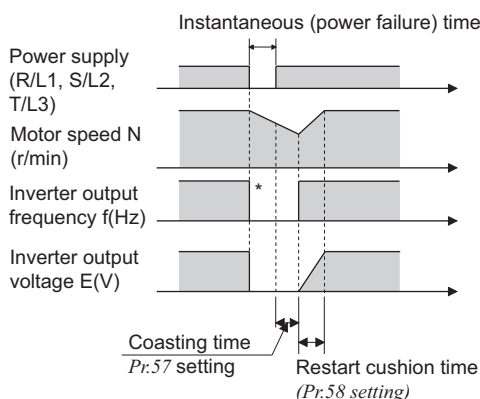 Instantaneous (power failure) time
Power supply
(R/L1, S/L2,
T/L3)
Motor speed N
(r/min)
Inverter output
frequency f(Hz)
*
Inverter output
voltage E(V)
Coasting time
Pr.57 setting
Restart cushion time
(Pr.58 setting)